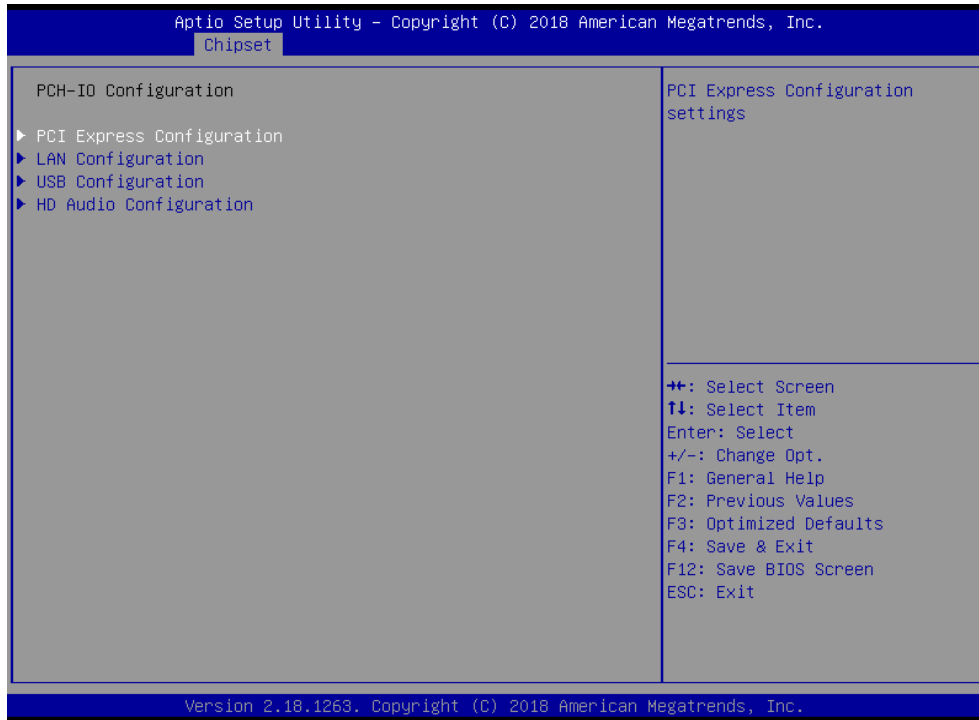 Aptio Setup Utility – Copyright (C) 2018 American Megatrends, Inc.
Chipset
PCH-IO Configuration
▶ PCI Express Configuration
▶ LAN Configuration
▶ USB Configuration
▶ HD Audio Configuration
PCI Express Configuration
settings
→←: Select Screen
↑↓: Select Item
Enter: Select
+/-: Change Opt.
F1: General Help
F2: Previous Values
F3: Optimized Defaults
F4: Save & Exit
F12: Save BIOS Screen
ESC: Exit
Version 2.18.1263. Copyright (C) 2018 American Megatrends, Inc.